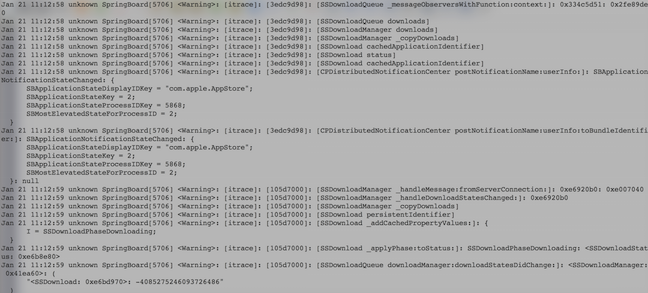 Jan 21 11:12:58 unknown SpringBoard[5706] <Warning>: [itrace]: [3edc9d98]: [SSDownloadQueue _messageObserversWithFunction:context:]: 0x334c5d51: 0x2fe89de
0
Jan 21 11:12:58 unknown SpringBoard[5706] <Warning>: [itrace]: [3edc9d98]: [SSDownloadQueue downloads]
Jan 21 11:12:58 unknown SpringBoard[5706] <Warning>: [itrace]: [3edc9d98]: [SSDownloadManager downloads]
Jan 21 11:12:58 unknown SpringBoard[5706] <Warning>: [itrace]: [3edc9d98]: [SSDownloadManager _copyDownloads]
Jan 21 11:12:58 unknown SpringBoard[5706] <Warning>: [itrace]: [3edc9d98]: [SSDownload cachedApplicationIdentifier]
Jan 21 11:12:58 unknown SpringBoard[5706] <Warning>: [itrace]: [3edc9d98]: [SSDownload status]
Jan 21 11:12:58 unknown SpringBoard[5706] <Warning>: [itrace]: [3edc9d98]: [SSDownload cachedApplicationIdentifier]
Jan 21 11:12:58 unknown SpringBoard[5706] <Warning>: [itrace]: [3edc9d98]: [CPDistributedNotificationCenter postNotificationName:userInfo:]: SBApplication
NotificationStateChanged: {
SBApplicationStateDisplayIDKey = "com.apple.AppStore";
SBApplicationStateKey = 2;
SBApplicationStateProcessIDKey = 5868;
SBMostElevatedStateForProcessID = 2;
}
Jan 21 11:12:58 unknown SpringBoard[5706] <Warning>: [itrace]: [3edc9d98]: [CPDistributedNotificationCenter postNotificationName:userInfo:toBundleIdentifi
er:]: SBApplicationNotificationStateChanged: {
SBApplicationStateDisplayIDKey = "com.apple.AppStore";
SBApplicationStateKey = 2;
SBApplicationStateProcessIDKey = 5868;
SBMostElevatedStateForProcessID = 2;
}: null
Jan 21 11:12:59 unknown SpringBoard[5706] <Warning>: [itrace]: [105d7000]: [SSDownloadManager _handleMessage:fromServerConnection:]: 0xe6920b0: 0xe007040
Jan 21 11:12:59 unknown SpringBoard[5706] <Warning>: [itrace]: [105d7000]: [SSDownloadManager _handleDownloadStatesChanged:]: 0xe6920b0
Jan 21 11:12:59 unknown SpringBoard[5706] <Warning>: [itrace]: [105d7000]: [SSDownloadManager _copyDownloads]
Jan 21 11:12:59 unknown SpringBoard[5706] <Warning>: [itrace]: [105d7000]: [SSDownload persistentIdentifier]
Jan 21 11:12:59 unknown SpringBoard[5706] <Warning>: [itrace]: [105d7000]: [SSDownload _addCachedPropertyValues:]: {
I = SSDownloadPhaseDownloading;
}
Jan 21 11:12:59 unknown SpringBoard[5706] <Warning>: [itrace]: [105d7000]: [SSDownload _applyPhase:toStatus:]: SSDownloadPhaseDownloading: <SSDownloadStat
us: 0xe6b8e80>
Jan 21 11:12:59 unknown SpringBoard[5706] <Warning>: [itrace]: [105d7000]: [SSDownloadQueue downloadManager:downloadStatesDidChange:]: <SSDownloadManager:
0x41ea60>: (
"<SSDownload: 0xe6bd970>: -4085275246093726486"
)